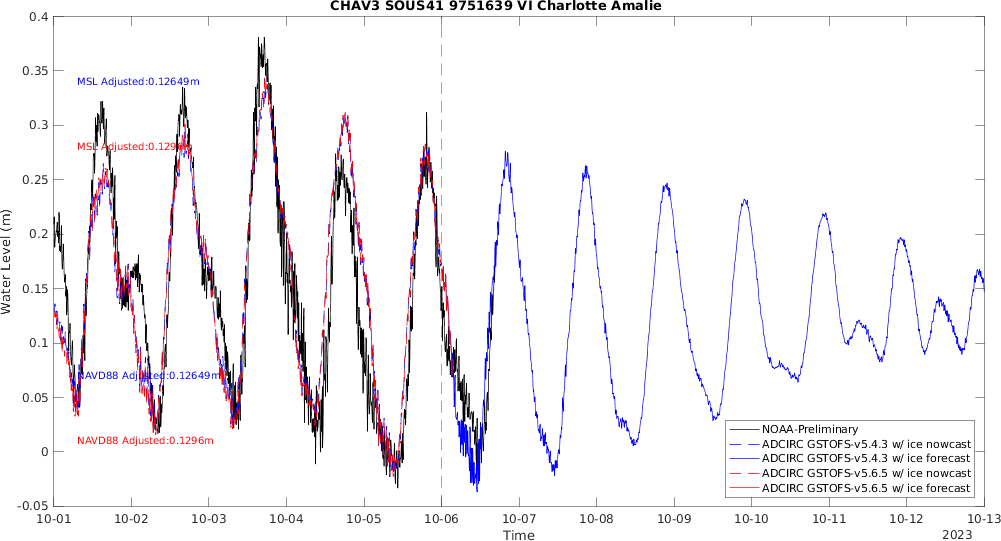 CHAV3 SOUS41 9751639 VI Charlotte Amalie
0.4
0.35
0.3
0.25
0.2
0.15
0.1
0.05
0
-0.05
Water Level (m)
MSL Adjusted:0.12649m
MSL Adjusted:0.1296m
NAVD88 Adjusted:0.12649m
NAVD88 Adjusted:0.1296m
NOAA-Preliminary
ADCIRC GSTOFS-v5.4.3 w/ ice nowcast
ADCIRC GSTOFS-v5.4.3 w/ ice forecast
ADCIRC GSTOFS-v5.6.5 w/ ice nowcast
ADCIRC GSTOFS-v5.6.5 w/ ice forecast
10-01 10-02 10-03 10-04 10-05 10-06 10-07 10-08 10-09 10-10 10-11 10-12 10-13
Time
2023